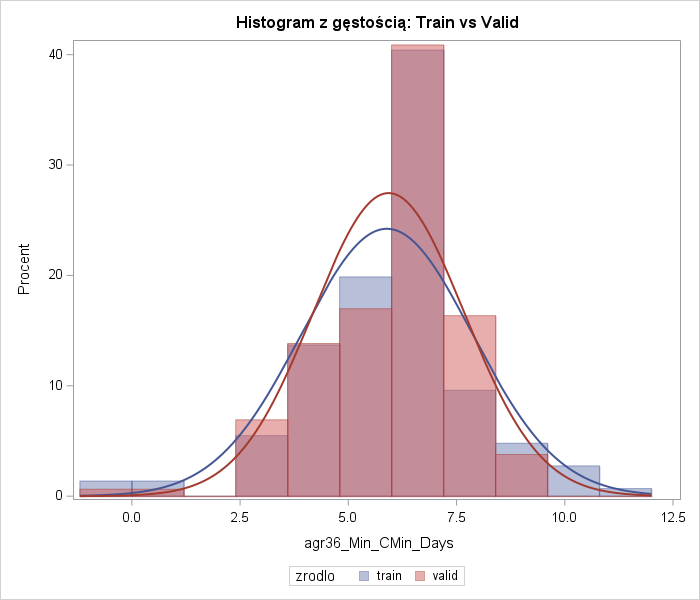 Histogram z gęstością: Train vs Valid
40
30
20
10
0
Procent
0.0 2.5 5.0 7.5 10.0 12.5
agr36_Min_CMin_Days
zrodlo train valid